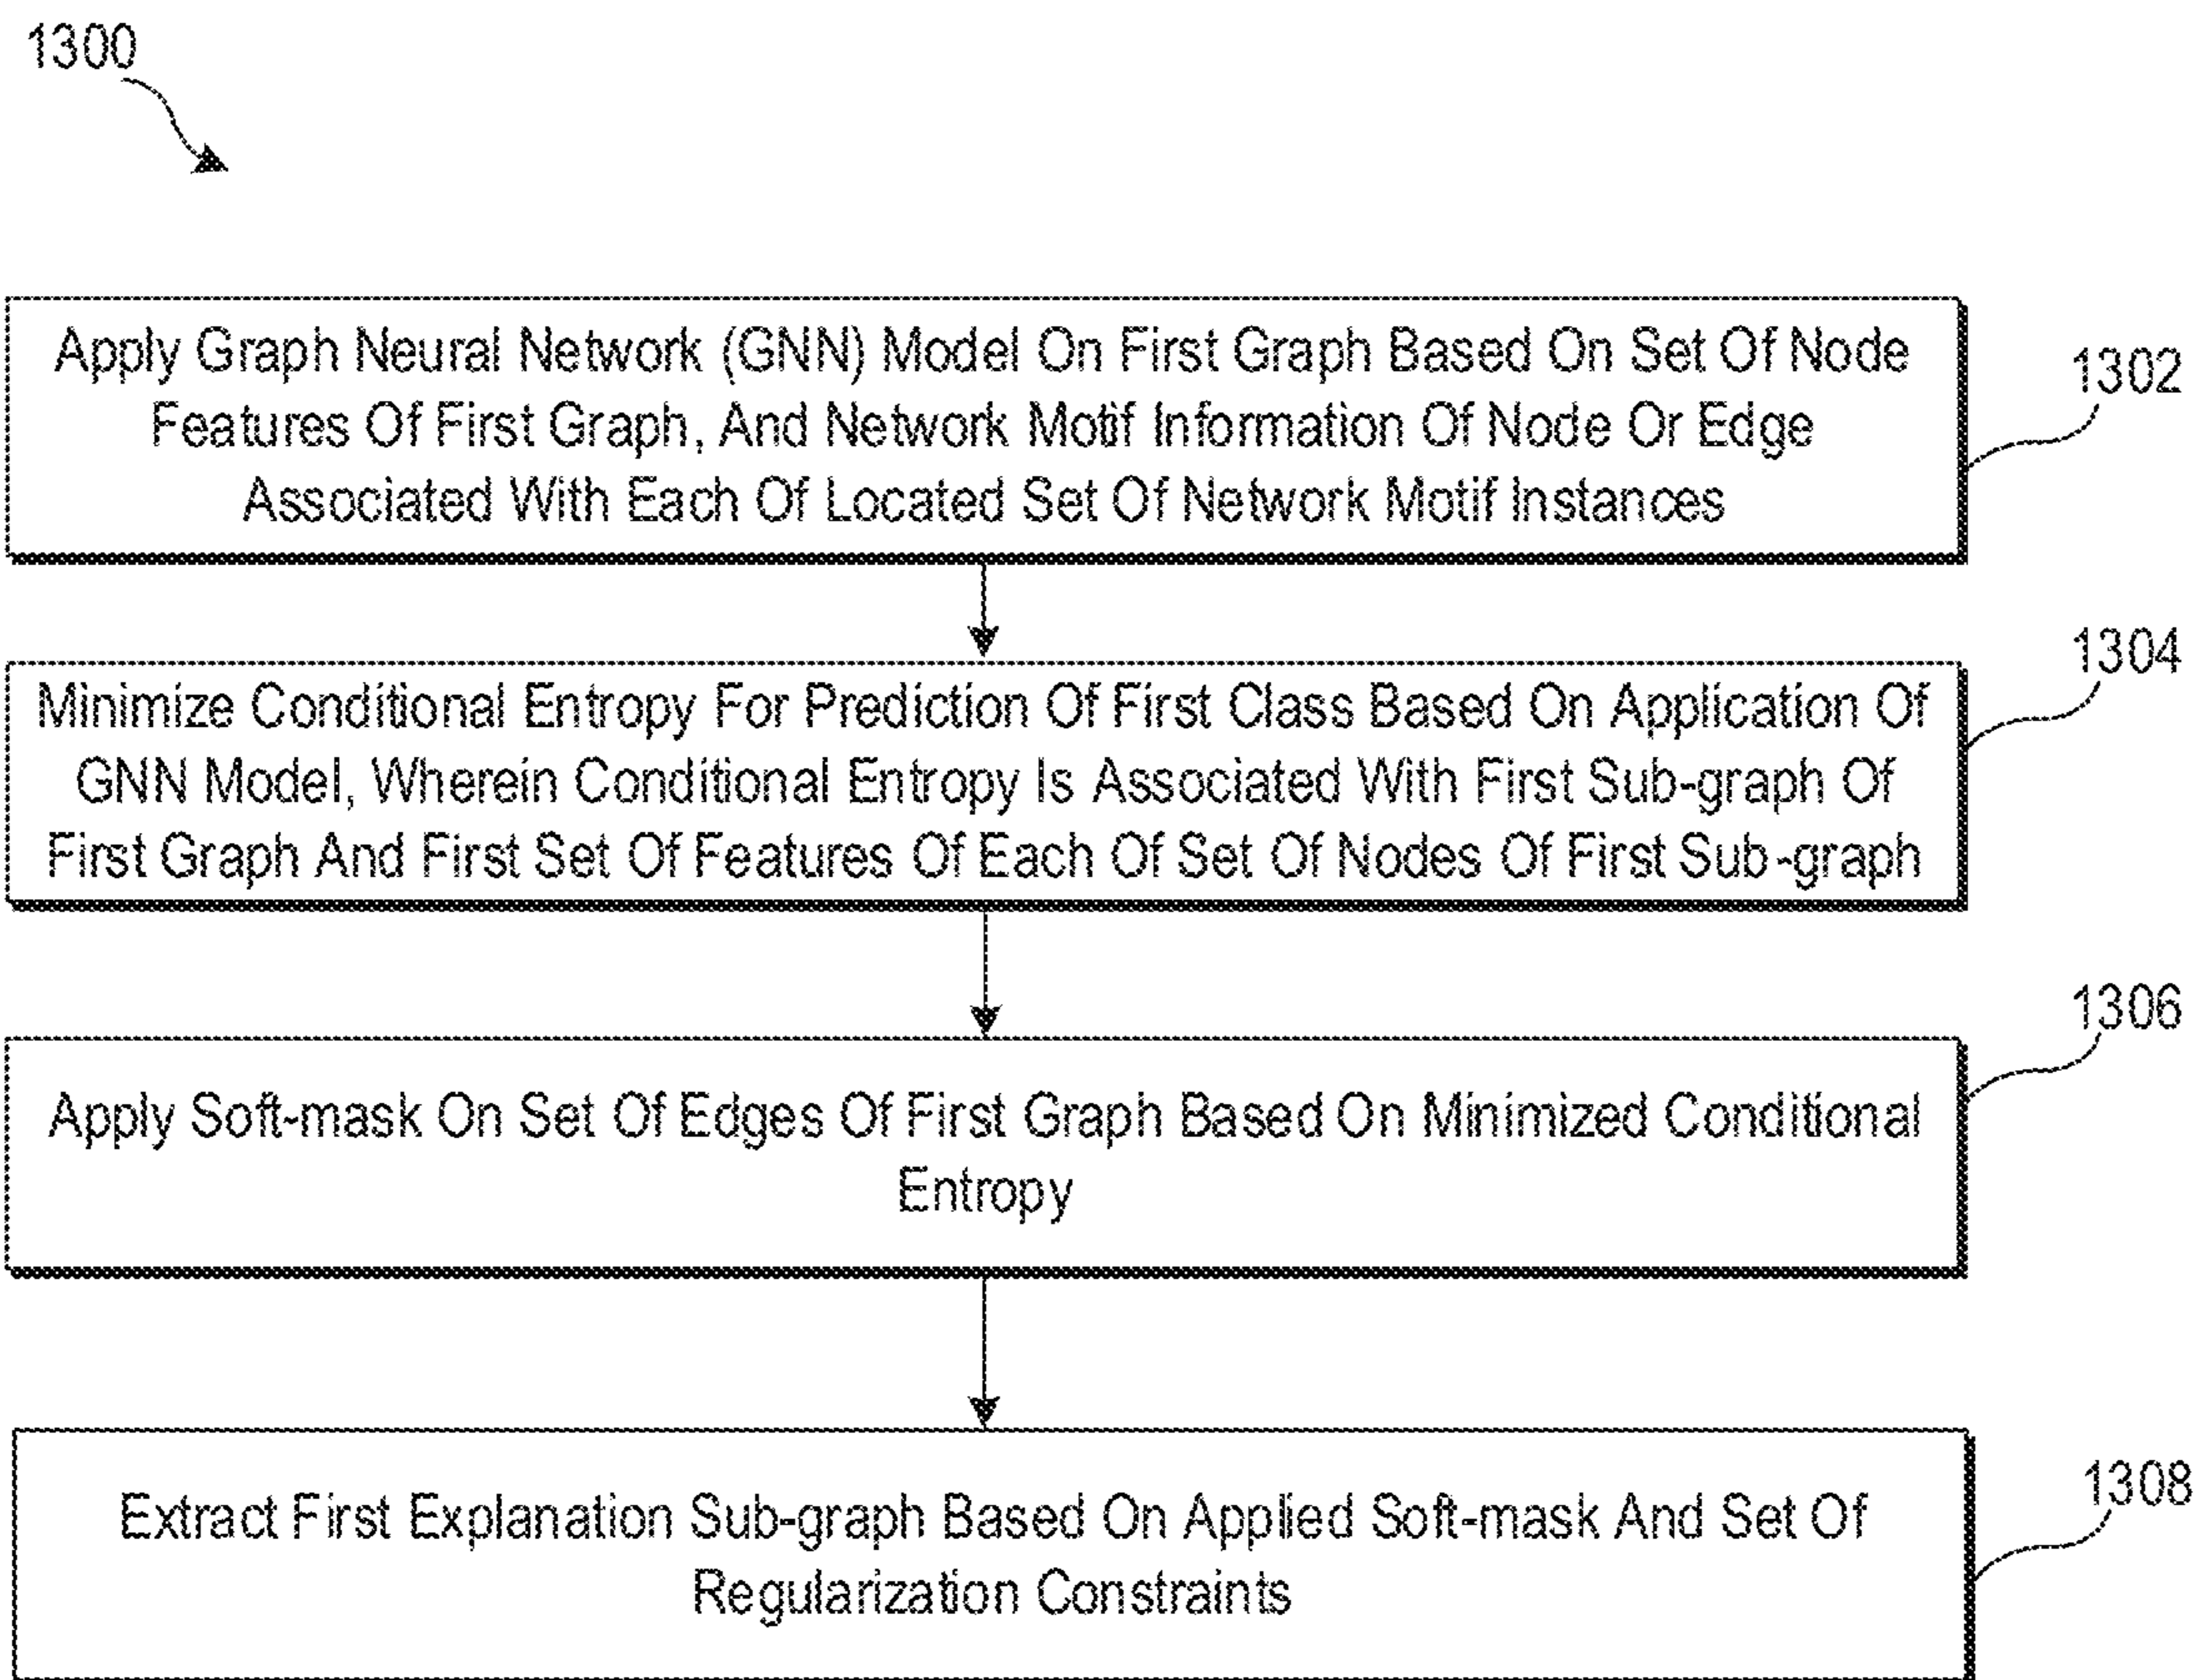 1300
Apply Graph Neural Network (GNN) Model On First Graph Based On Set Of Node
Features Of First Graph, And Network Motif Information Of Node Or Edge
Associated With Each Of Located Set Of Network Motif Instances
1302
Minimize Conditional Entropy For Prediction Of First Class Based On Application Of
GNN Model, Wherein Conditional Entropy Is Associated With First Sub-graph Of
First Graph And First Set Of Features Of Each Of Set Of Nodes Of First Sub-graph
1304
Apply Soft-mask On Set Of Edges Of First Graph Based On Minimized Conditional
Entropy
1306
Extract First Explanation Sub-graph Based On Applied Soft-mask And Set Of
Regularization Constraints
1308